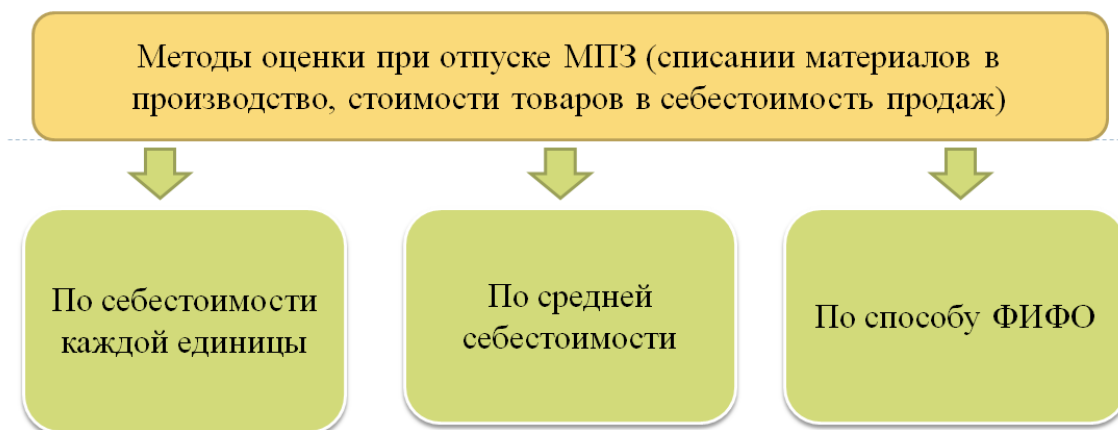 Методы оценки при отпуске МПЗ (списании материалов в
производство, стоимости товаров в себестоимость продаж)
По себестоимости
каждой единицы
По средней
себестоимости
По способу ФИФО